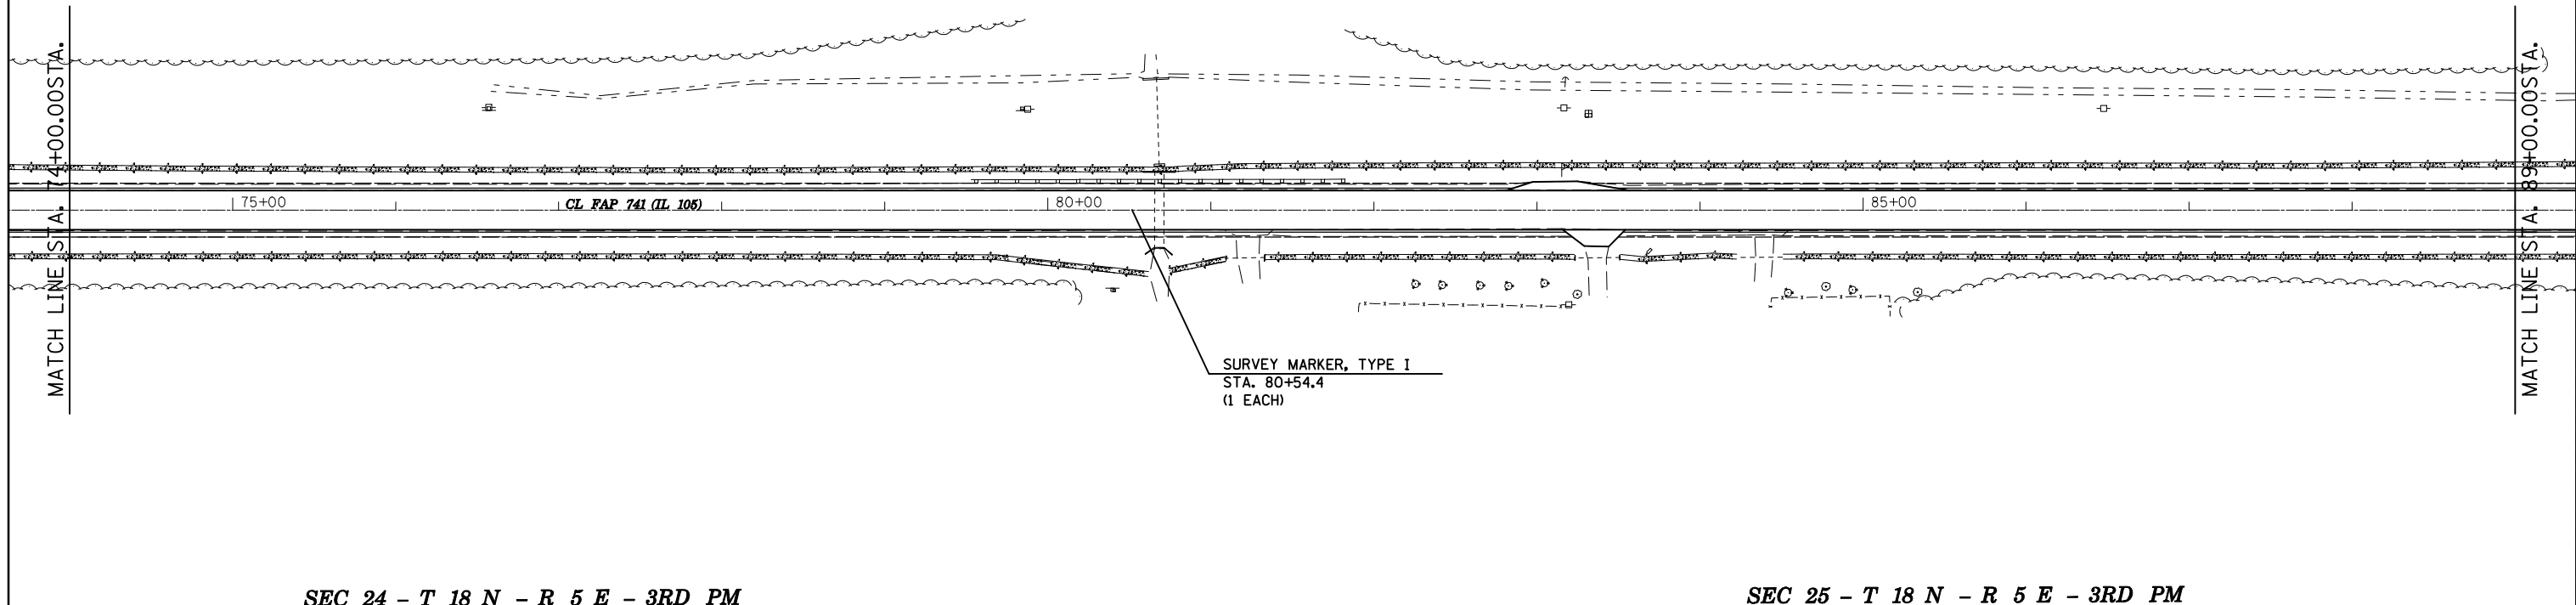 MATCH LINE STA. 74+00.00STA.
75+00
CL FAP 741 (IL 105)
80+00
85+00
MATCH LINE STA. 89+00.00STA.
SURVEY MARKER, TYPE I
STA. 80+54.4
(1 EACH)
SEC 24 - T 18 N - R 5 E - 3RD PM
SEC 25 - T 18 N - R 5 E - 3RD PM